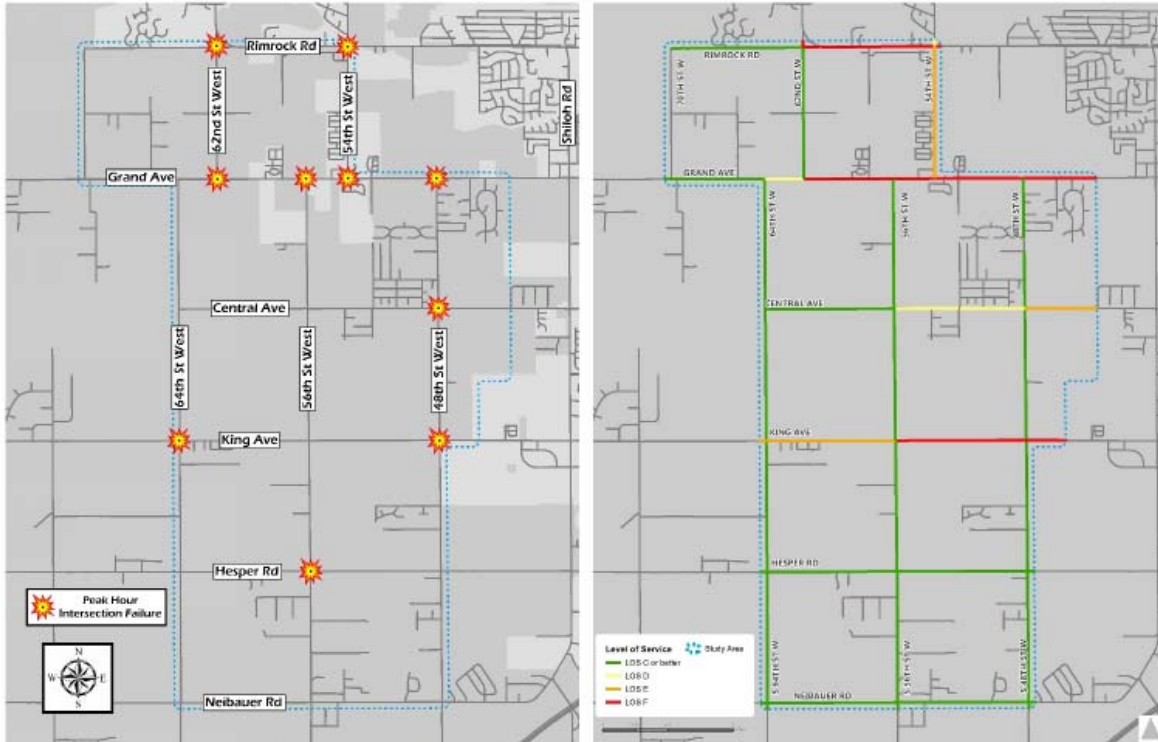 Rimrock Rd
62nd St West
54th St West
Shiloh Rd
Grand Ave
Central Ave
64th St West
56th St West
48th St West
King Ave
Hesper Rd
Peak Hour
Intersection Failure
N
W
E
S
Neibauer Rd
RIMROCK RD
70TH ST W
62ND ST W
54TH ST W
GRAND AVE
64TH ST W
56TH ST W
48TH ST W
CENTRAL AVE
KING AVE
HESPER RD
Level of Service
Study Area
LOS C or better
LOS D
LOS E
LOS F
S 64TH ST W
S 56TH ST W
S 48TH ST W
NEIBAUER RD